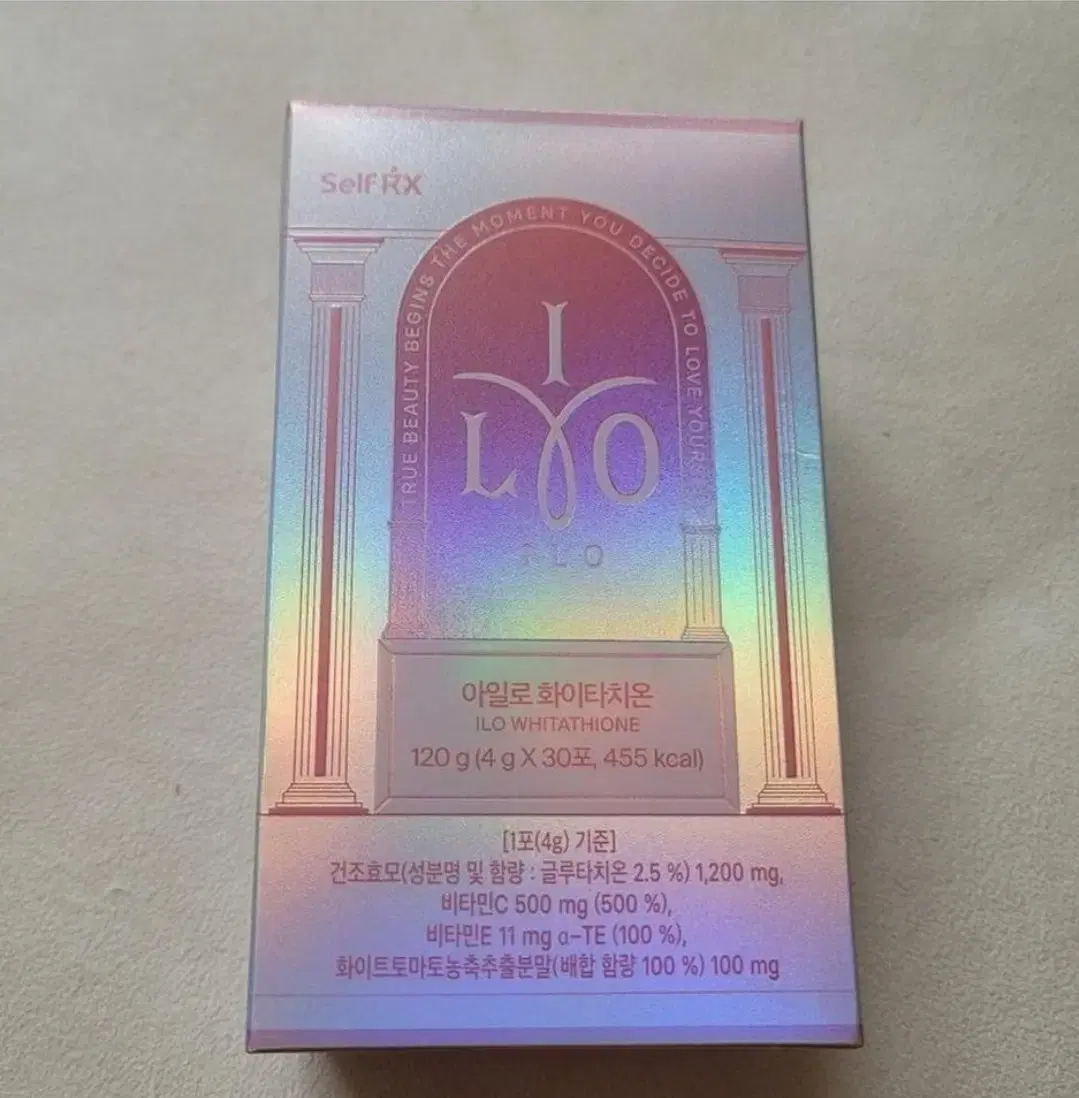 SelfRX
TRUE BEAUTY BEGINS THE MOMENT YOU DECIDE TO LOVE
I
L O
아일로 화이타치온
ILO WHITATHIONE
120 g (4 g X 30포, 455 kcal)
[1포(4g) 기준]
건조효모(성분명 및 함량 : 글루타치온 2.5 %) 1,200 mg,
비타민C 500 mg (500 %),
비타민E 11 mg α-TE (100 %),
화이트토마토농축추출분말(배합 함량 100 %) 100 mg